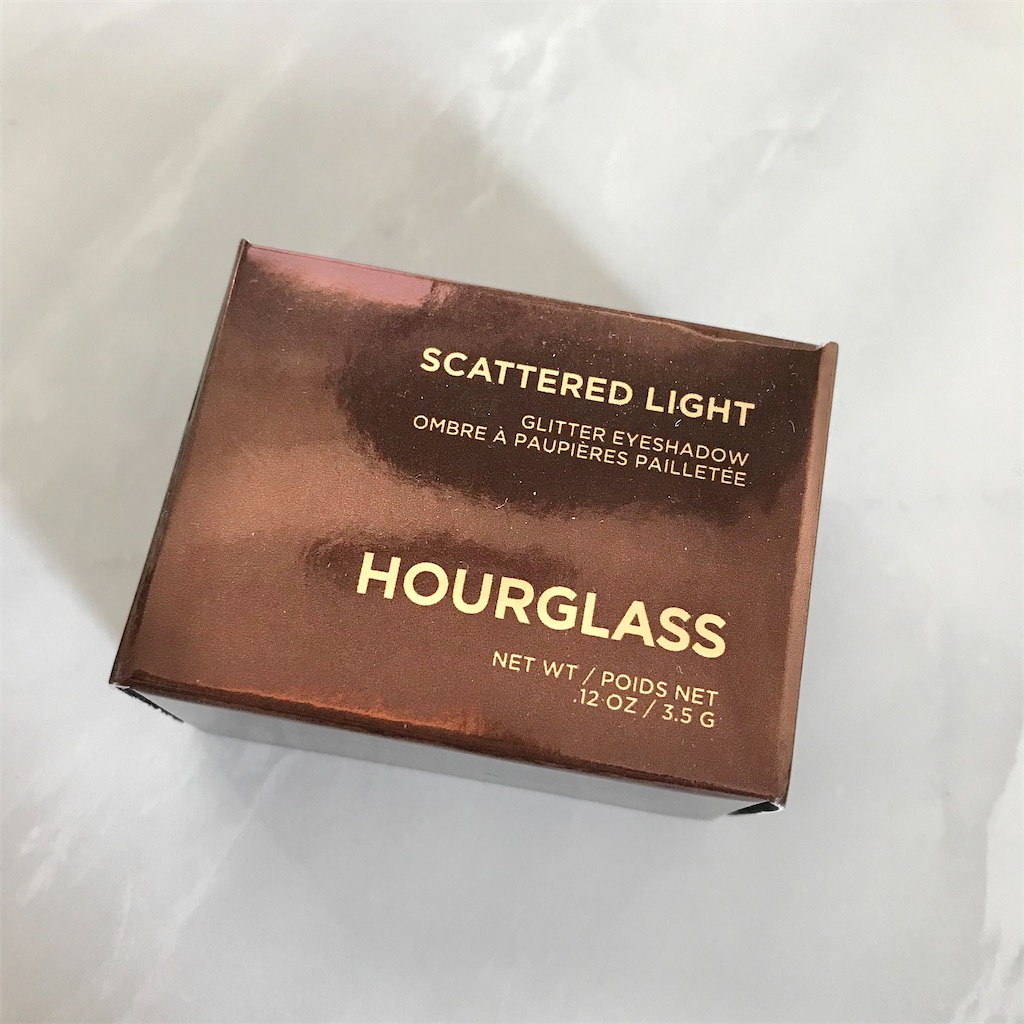 SCATTERED LIGHT
GLITTER EYESHADOW
OMBRE À PAUPIÈRES PAILLETÉE
HOURGLASS
NET WT / POIDS NET
.12 OZ / 3.5 G